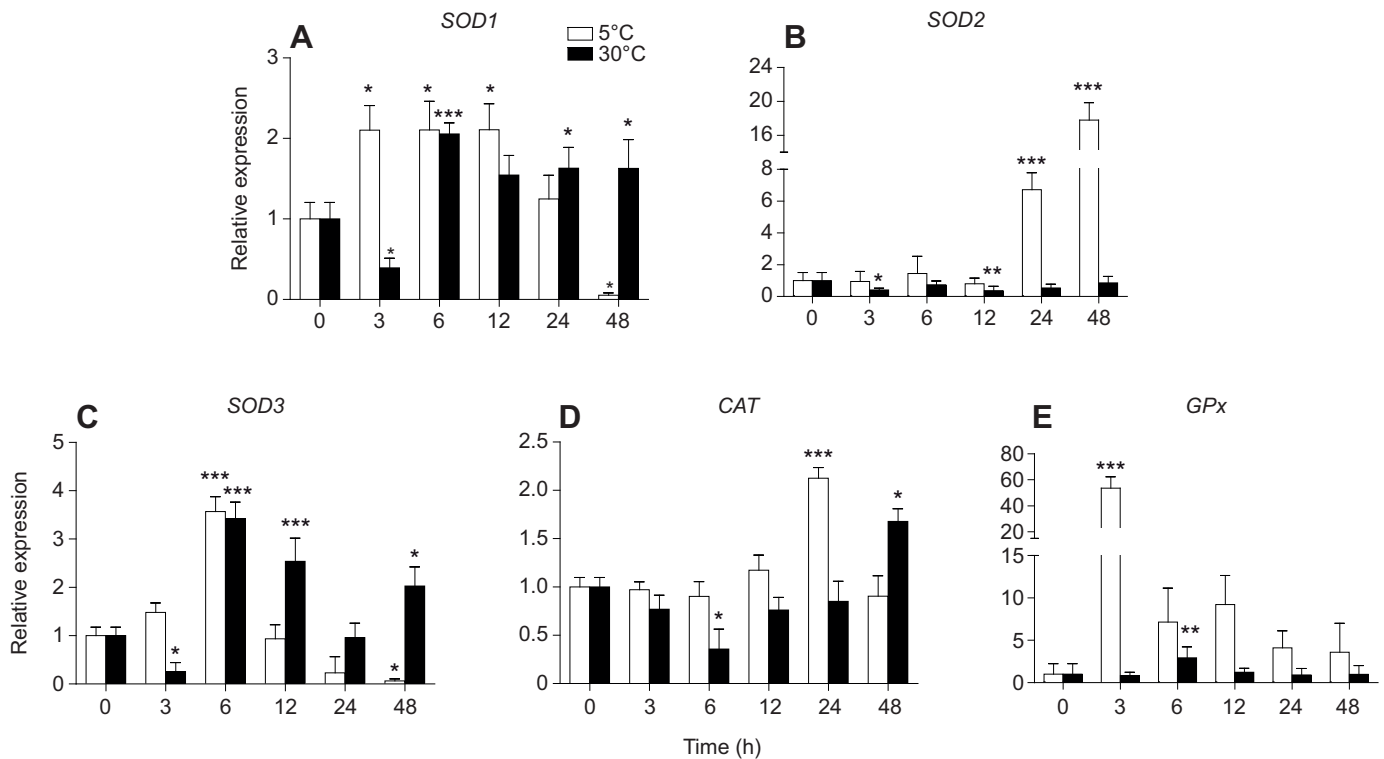 A
SOD1
5°C
30°C
Relative expression
3
2
1
0
*
*
*
***
*
*
*
*
0 3 6 12 24 48
B
SOD2
24
20
16
8
6
4
2
0
*
**
***
***
0 3 6 12 24 48
C
SOD3
Relative expression
5
4
3
2
1
0
*
***
***
***
*
*
0 3 6 12 24 48
D
CAT
2.5
2.0
1.5
1.0
0.5
0
*
***
*
0 3 6 12 24 48
Time (h)
E
GPx
80
60
40
20
15
10
5
0
***
**
0 3 6 12 24 48